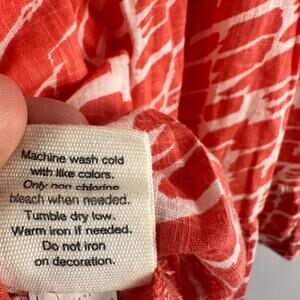 Machine wash cold
with like colors.
Only non chlorine
bleach when needed.
Tumble dry low.
Warm iron if needed.
Do not iron
on decoration.